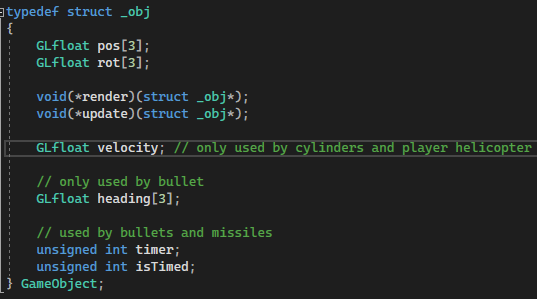 typedef struct _obj
{
GLfloat pos[3];
GLfloat rot[3];
void(*render)(struct _obj*);
void(*update)(struct _obj*);
GLfloat velocity; // only used by cylinders and player helicopter
// only used by bullet
GLfloat heading[3];
// used by bullets and missiles
unsigned int timer;
unsigned int isTimed;
} GameObject;